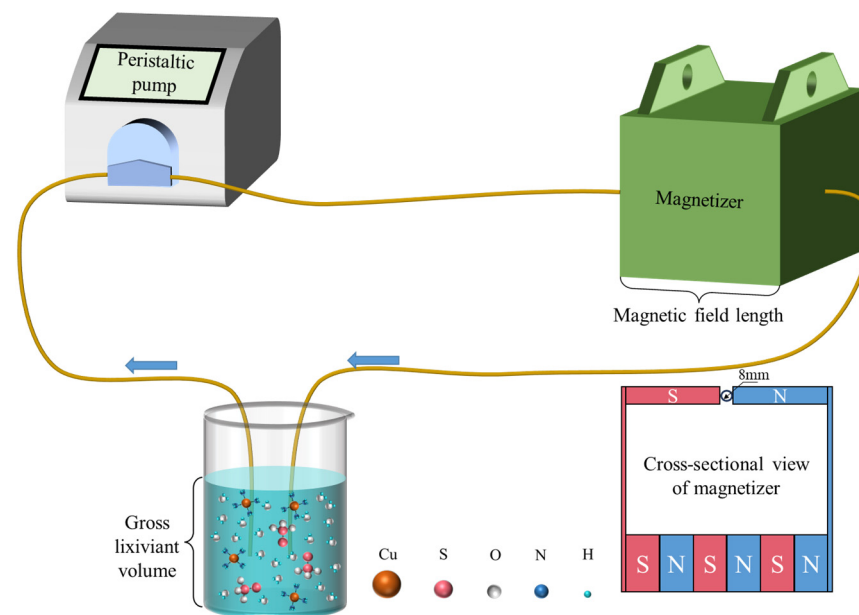 Peristaltic
pump
Magnetizer
Magnetic field length
8mm
S
N
Cross-sectional view
of magnetizer
S N S N S N
Gross
lixiviant
volume
Cu S O N H